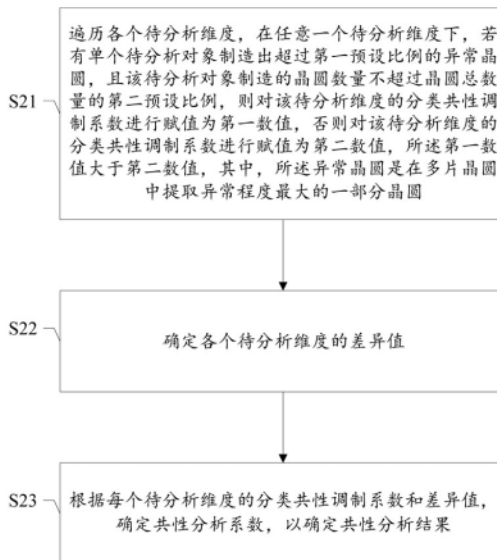 遍历各个待分析维度，在任意一个待分析维度下，若
有单个待分析对象制造出超过第一预设比例的异常晶
圆，且该待分析对象制造的晶圆数量不超过晶圆总数
S21
量的第二预设比例，则对该待分析维度的分类共性调
制系数进行赋值为第一数值，否则对该待分析维度的
分类共性调制系数进行赋值为第二数值，所述第一数
值大于第二数值，其中，所述异常晶圆是在多片晶圆
中提取异常程度最大的一部分晶圆
S22
确定各个待分析维度的差异值
S23
根据每个待分析维度的分类共性调制系数和差异值，
确定共性分析系数，以确定共性分析结果